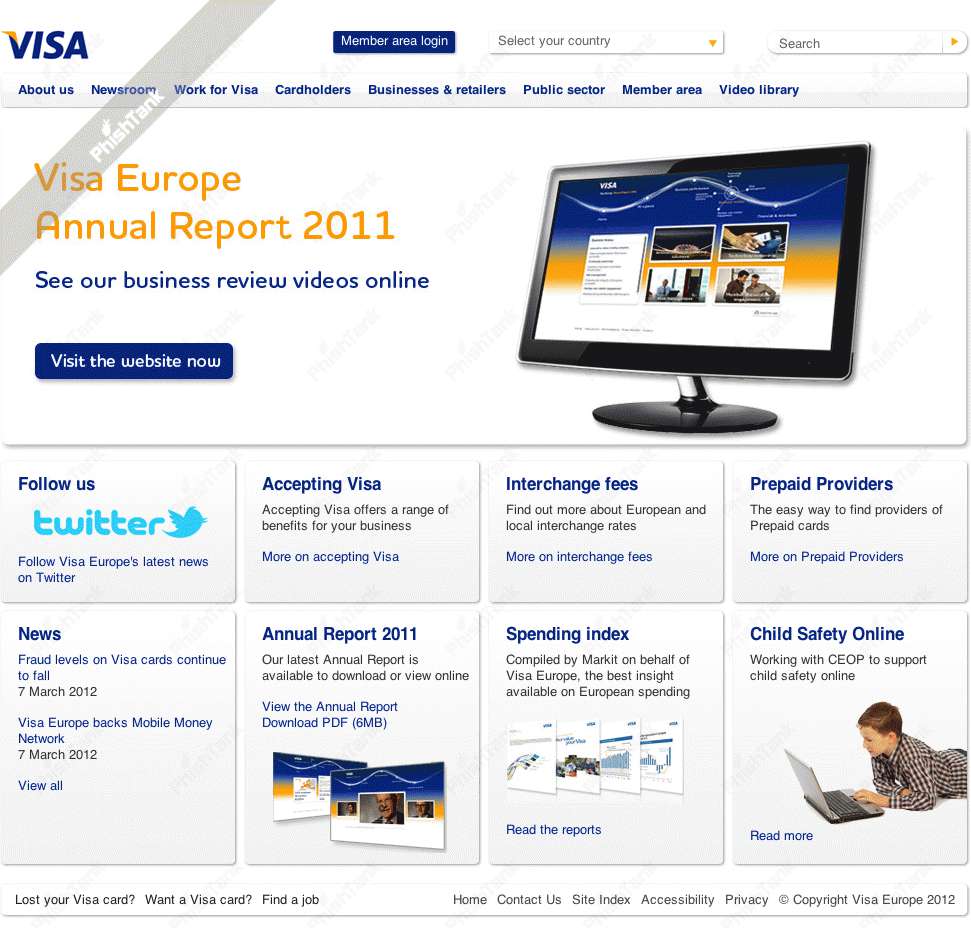 VISA
Member area login
Select your country
Search
About us Newsroom Work for Visa Cardholders Businesses & retailers Public sector Member area Video library
PhishTank
Visa Europe
Annual Report 2011
See our business review videos online
Visit the website now
VISA
Follow us
twitter
Follow Visa Europe's latest news
on Twitter
Accepting Visa
Accepting Visa offers a range of
benefits for your business
More on accepting Visa
Interchange fees
Find out more about European and
local interchange rates
More on interchange fees
Prepaid Providers
The easy way to find providers of
Prepaid cards
More on Prepaid Providers
News
Fraud levels on Visa cards continue
to fall
7 March 2012
Visa Europe backs Mobile Money
Network
7 March 2012
View all
Annual Report 2011
Our latest Annual Report is
available to download or view online
View the Annual Report
Download PDF (6MB)
Spending index
Compiled by Markit on behalf of
Visa Europe, the best insight
available on European spending
Read the reports
Child Safety Online
Working with CEOP to support
child safety online
Read more
Lost your Visa card? Want a Visa card? Find a job
Home Contact Us Site Index Accessibility Privacy © Copyright Visa Europe 2012